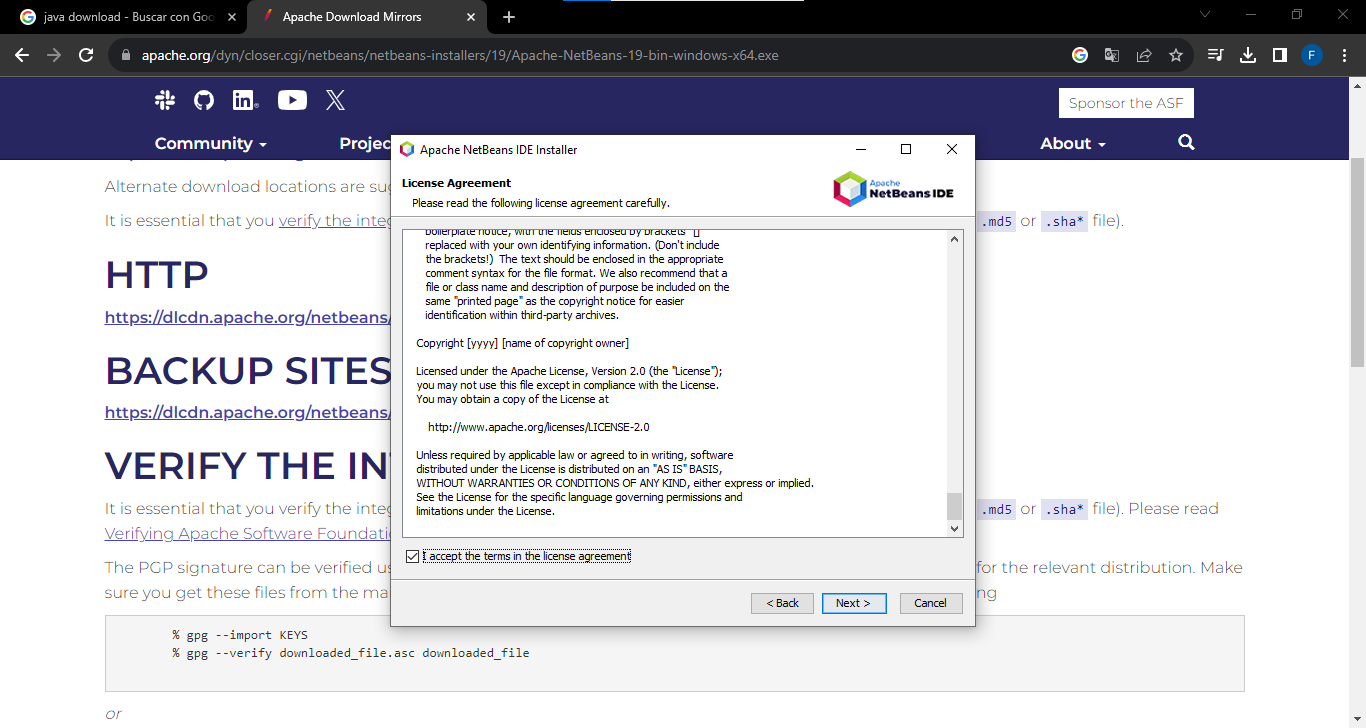 java download - Buscar con Goo
Apache Download Mirrors
apache.org/dyn/closer.cgi/netbeans/netbeans-installers/19/Apache-NetBeans-19-bin-windows-x64.exe
F
Sponsor the ASF
Community
Projec
About
Alternate download locations are sug
It is essential that you verify the integ
.md5 or .sha* file).
HTTP
https://dlcdn.apache.org/netbeans/
BACKUP SITES
https://dlcdn.apache.org/netbeans/
VERIFY THE IN
It is essential that you verify the integ
.md5 or .sha* file). Please read
Verifying Apache Software Foundatio
The PGP signature can be verified us
for the relevant distribution. Make
sure you get these files from the ma
ng
% gpg --import KEYS
% gpg --verify downloaded_file.asc downloaded_file
or
Apache NetBeans IDE Installer
License Agreement
Please read the following license agreement carefully.
Apache
NetBeans IDE
boilerplate notice, with the fields enclosed by brackets "[]"
replaced with your own identifying information. (Don't include
the brackets!)  The text should be enclosed in the appropriate
comment syntax for the file format. We also recommend that a
file or class name and description of purpose be included on the
same "printed page" as the copyright notice for easier
identification within third-party archives.
Copyright [yyyy] [name of copyright owner]
Licensed under the Apache License, Version 2.0 (the "License");
you may not use this file except in compliance with the License.
You may obtain a copy of the License at
http://www.apache.org/licenses/LICENSE-2.0
Unless required by applicable law or agreed to in writing, software
distributed under the License is distributed on an "AS IS" BASIS,
WITHOUT WARRANTIES OR CONDITIONS OF ANY KIND, either express or implied.
See the License for the specific language governing permissions and
limitations under the License.
I accept the terms in the license agreement
< Back
Next >
Cancel